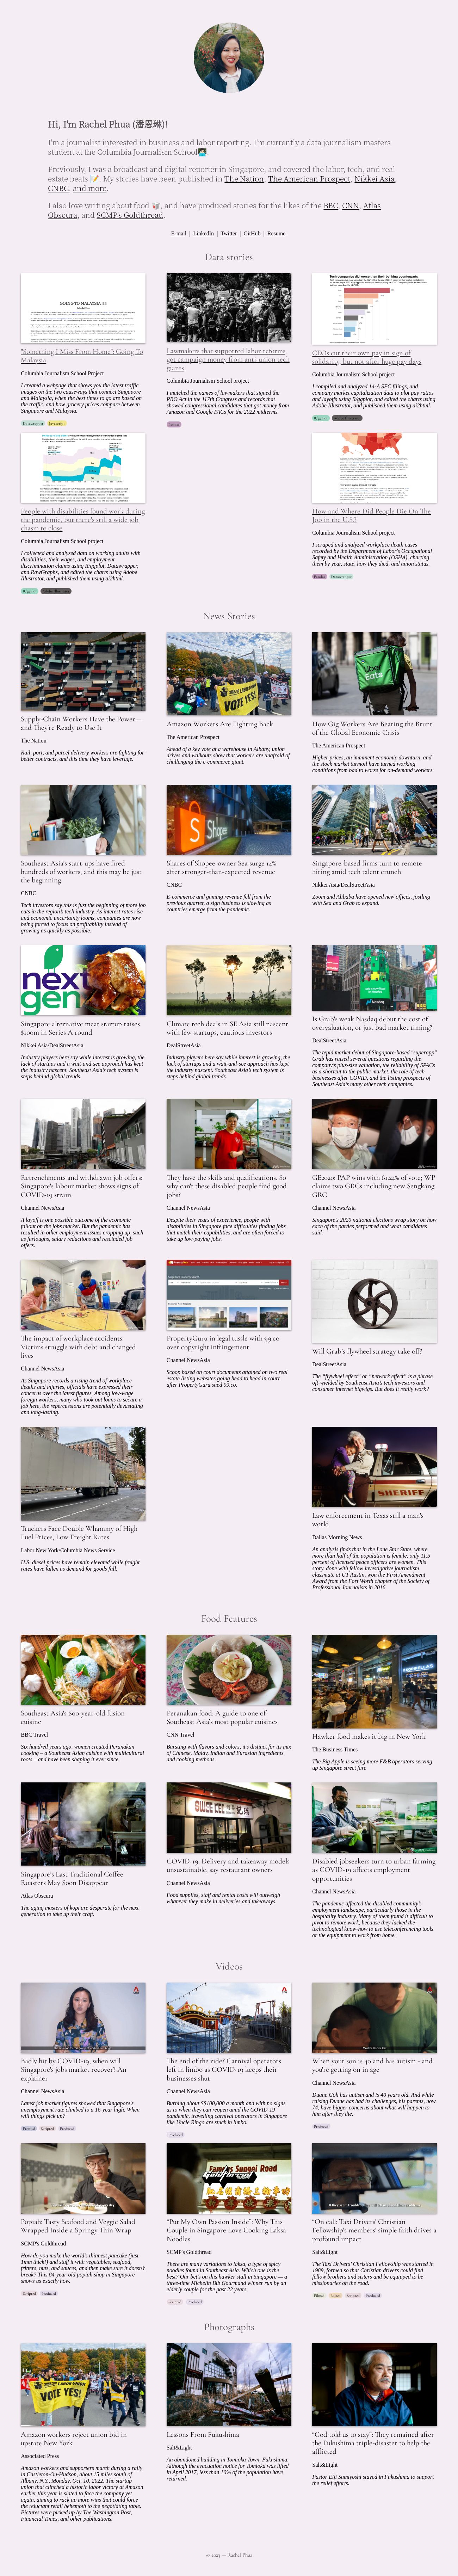 Hi, I'm Rachel Phua (潘恩琳)!
I'm a journalist interested in business and labor reporting. I'm currently a data journalism masters
student at the Columbia Journalism School
Previously, I was a broadcast and digital reporter in Singapore, and covered the labor, tech, and real
estate beats 📝. My stories have been published in The Nation, The American Prospect, Nikkei Asia,
CNBC, and more.
I also love writing about food 🥡, and have produced stories for the likes of the BBC, CNN, Atlas
Obscura, and SCMP's Goldthread.
E-mail | LinkedIn | Twitter | GitHub | Resume
Data stories
GOING TO MALAYSIA
"Something I Miss From Home": Going To
Malaysia
Columbia Journalism School Project
I created a webpage that shows you the latest traffic
images on the two causeways that connect Singapore
and Malaysia, when the best times to go are based on
the traffic, and how grocery prices compare between
Singapore and Malaysia.
Datawrapper Javascript
Lawmakers that supported labor reforms
got campaign money from anti-union tech
giants
Columbia Journalism School project
I matched the names of lawmakers that signed the
PRO Act in the 117th Congress and records that
showed congressional candidates who got money from
Amazon and Google PACs for the 2022 midterms.
Pandas
Tech companies did worse than their banking counterparts
CEOs cut their own pay in sign of
solidarity, but not after huge pay days
Columbia Journalism School project
I compiled and analyzed 14-A SEC filings, and
company market capitalization data to plot pay ratios
and layoffs using Rggplot, and edited the charts using
Adobe Illustrator, and published them using ai2html.
Rggplot Adobe Illustrator
People with disabilities found work during
the pandemic, but there's still a wide job
chasm to close
Columbia Journalism School project
I collected and analyzed data on working adults with
disabilities, their wages, and employment
discrimination claims using R(ggplot, Datawrapper,
and RawGraphs, and edited the charts using Adobe
Illustrator, and published them using ai2html.
Rggplot Adobe Illustrator
How and Where Did People Die On The
Job in the U.S.?
Columbia Journalism School project
I scraped and analyzed workplace death cases
recorded by the Department of Labor's Occupational
Safety and Health Administration (OSHA), charting
them by year, state, how they died, and union status.
Pandas Datawrapper
News Stories
Supply-Chain Workers Have the Power—
and They're Ready to Use It
The Nation
Rail, port, and parcel delivery workers are fighting for
better contracts, and this time they have leverage.
VOTE YES!
Amazon Workers Are Fighting Back
The American Prospect
Ahead of a key vote at a warehouse in Albany, union
drives and walkouts show that workers are unafraid of
challenging the e-commerce giant.
Uber
Eats
How Gig Workers Are Bearing the Brunt
of the Global Economic Crisis
The American Prospect
Higher prices, an imminent economic downturn, and
the stock market turmoil have turned working
conditions from bad to worse for on-demand workers.
Southeast Asia's start-ups have fired
hundreds of workers, and this may be just
the beginning
CNBC
Tech investors say this is just the beginning of more job
cuts in the region's tech industry. As interest rates rise
and economic uncertainty looms, companies are now
being forced to focus on profitability instead of
growing as quickly as possible.
Shares of Shopee-owner Sea surge 14%
after stronger-than-expected revenue
CNBC
E-commerce and gaming revenue fell from the
previous quarter, a sign business is slowing as
countries emerge from the pandemic.
Singapore-based firms turn to remote
hiring amid tech talent crunch
Nikkei Asia/DealStreetAsia
Zoom and Alibaba have opened new offices, jostling
with Sea and Grab to expand.
next
gen
Singapore alternative meat startup raises
$100m in Series A round
Nikkei Asia/DealStreetAsia
Industry players here say while interest is growing, the
lack of startups and a wait-and-see approach has kept
the industry nascent. Southeast Asia's tech system is
steps behind global trends.
Climate tech deals in SE Asia still nascent
with few startups, cautious investors
DealStreetAsia
Industry players here say while interest is growing, the
lack of startups and a wait-and-see approach has kept
the industry nascent. Southeast Asia's tech system is
steps behind global trends.
Is Grab's weak Nasdaq debut the cost of
overvaluation, or just bad market timing?
DealStreetAsia
The tepid market debut of Singapore-based "superapp"
Grab has raised several questions regarding the
company's plus-size valuation, the reliability of SPACs
as a shortcut to the public market, the role of tech
businesses after COVID, and the listing prospects of
Southeast Asia's many other tech companies.
Retrenchments and withdrawn job offers:
Singapore's labour market shows signs of
COVID-19 strain
Channel NewsAsia
A layoff is one possible outcome of the economic
fallout on the jobs market. But the pandemic has
resulted in other employment issues cropping up, such
as furloughs, salary reductions and rescinded job
offers.
They have the skills and qualifications. So
why can't these disabled people find good
jobs?
Channel NewsAsia
Despite their years of experience, people with
disabilities in Singapore face difficulties finding jobs
that match their capabilities, and are often forced to
take up low-paying jobs.
GE2020: PAP wins with 61.24% of vote; WP
claims two GRCs including new Sengkang
GRC
Channel NewsAsia
Singapore's 2020 national elections wrap story on how
each of the parties performed and what candidates
said.
The impact of workplace accidents:
Victims struggle with debt and changed
lives
Channel NewsAsia
As Singapore records a rising trend of workplace
deaths and injuries, officials have expressed their
concerns over the latest figures. Among low-wage
foreign workers, many who took out loans to secure a
job here, the repercussions are potentially devastating
and long-lasting.
PropertyGuru in legal tussle with 99.co
over copyright infringement
Channel NewsAsia
Scoop based on court documents attained on two real
estate listing websites going head to head in court
after PropertyGuru sued 99.co.
Will Grab's flywheel strategy take off?
DealStreetAsia
The "flywheel effect" or "network effect" is a phrase
oft-wielded by Southeast Asia's tech investors and
consumer internet bigwigs. But does it really work?
Truckers Face Double Whammy of High
Fuel Prices, Low Freight Rates
Labor New York/Columbia News Service
U.S. diesel prices have remain elevated while freight
rates have fallen as demand for goods fall.
SHERIFF
Law enforcement in Texas still a man's
world
Dallas Morning News
An analysis finds that in the Lone Star State, where
more than half of the population is female, only 11.5
percent of licensed peace officers are women. This
story, done with fellow investigative journalism
classmate at UT Austin, won the First Amendment
Award from the Fort Worth chapter of the Society of
Professional Journalists in 2016.
Food Features
Southeast Asia's 600-year-old fusion
cuisine
BBC Travel
Six hundred years ago, women created Peranakan
cooking – a Southeast Asian cuisine with multicultural
roots – and have been shaping it ever since.
Peranakan food: A guide to one of
Southeast Asia's most popular cuisines
CNN Travel
Bursting with flavors and colors, it's distinct for its mix
of Chinese, Malay, Indian and Eurasian ingredients
and cooking methods.
Hawker food makes it big in New York
The Business Times
The Big Apple is seeing more F&B operators serving
up Singapore street fare
Singapore's Last Traditional Coffee
Roasters May Soon Disappear
Atlas Obscura
The aging masters of kopi are desperate for the next
generation to take up their craft.
COVID-19: Delivery and takeaway models
unsustainable, say restaurant owners
Channel NewsAsia
Food supplies, staff and rental costs will outweigh
whatever they make in deliveries and takeaways.
Disabled jobseekers turn to urban farming
as COVID-19 affects employment
opportunities
Channel NewsAsia
The pandemic affected the disabled community's
employment landscape, particularly those in the
hospitality industry. Many of them found it difficult to
pivot to remote work, because they lacked the
technological know-how to use teleconferencing tools
or the equipment to work from home.
Videos
Badly hit by COVID-19, when will
Singapore's jobs market recover? An
explainer
Channel NewsAsia
Latest job market figures showed that Singapore's
unemployment rate climbed to a 16-year high. When
will things pick up?
Fronted Scripted Produced
The end of the ride? Carnival operators
left in limbo as COVID-19 keeps their
businesses shut
Channel NewsAsia
Burning about S$100,000 a month and with no signs
as to when they can reopen amid the COVID-19
pandemic, travelling carnival operators in Singapore
like Uncle Ringo are stuck in limbo.
Produced
When your son is 40 and has autism - and
you're getting on in age
Channel NewsAsia
Duane Goh has autism and is 40 years old. And while
raising Duane has had its challenges, his parents, now
74, have bigger concerns about what will happen to
him after they die.
Produced
Popiah: Tasty Seafood and Veggie Salad
Wrapped Inside a Springy Thin Wrap
SCMP's Goldthread
How do you make the world's thinnest pancake (just
1mm thick!) and stuff it with vegetables, seafood,
fritters, nuts, and sauces, and then make sure it doesn't
break? This 84-year-old popiah shop in Singapore
shows us exactly how.
Scripted Produced
Famous Sungei Road
"Put My Own Passion Inside": Why This
Couple in Singapore Love Cooking Laksa
Noodles
SCMP's Goldthread
There are many variations to laksa, a type of spicy
noodles found in Southeast Asia. Which one is the
best? Our bet's on this hawker stall in Singapore — a
three-time Michelin Bib Gourmand winner run by an
elderly couple for the past 22 years.
Scripted Produced
"On call: Taxi Drivers' Christian
Fellowship's members' simple faith drives a
profound impact
Salt&Light
The Taxi Drivers' Christian Fellowship was started in
1989, formed so that Christian drivers could find
fellow brothers and sisters and be equipped to be
missionaries on the road.
Filmed Edited Scripted Produced
Photographs
VOTE YES!
Amazon workers reject union bid in
upstate New York
Associated Press
Amazon workers and supporters march during a rally
in Castleton-On-Hudson, about 15 miles south of
Albany, N.Y., Monday, Oct. 10, 2022. The startup
union that clinched a historic labor victory at Amazon
earlier this year is slated to face the company yet
again, aiming to rack up more wins that could force
the reluctant retail behemoth to the negotiating table.
Pictures were picked up by The Washington Post,
Financial Times, and other publications.
Lessons From Fukushima
Salt&Light
An abandoned building in Tomioka Town, Fukushima.
Although the evacuation notice for Tomioka was lifted
in April 2017, less than 10% of the population have
returned.
"God told us to stay": They remained after
the Fukushima triple-disaster to help the
afflicted
Salt&Light
Pastor Eiji Sumiyoshi stayed in Fukushima to support
the relief efforts.
© 2023 — Rachel Phua